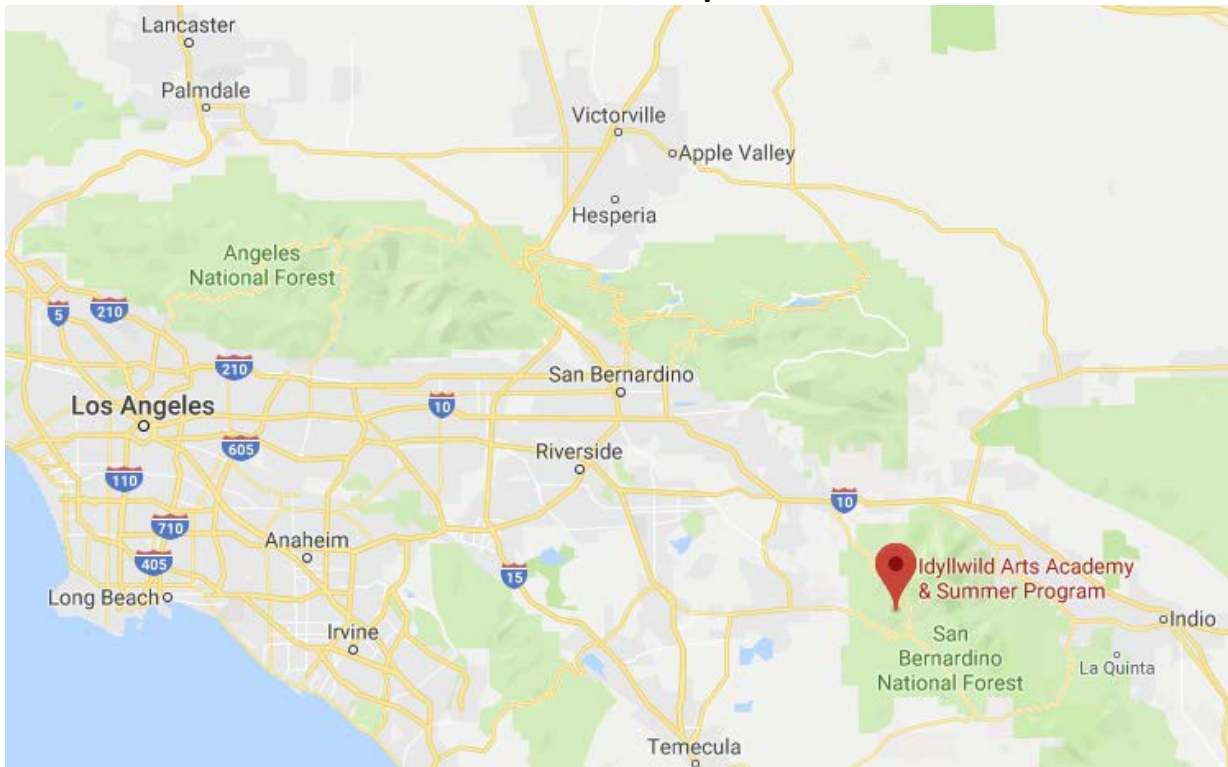 Lancaster
Palmdale
Victorville
Apple Valley
Hesperia
Angeles
National Forest
5
210
210
San Bernardino
10
Los Angeles
605
Riverside
110
10
710
Anaheim
405
15
Idyllwild Arts Academy
& Summer Program
Long Beach
Indio
Irvine
San
Bernardino
National Forest
La Quinta
Temecula